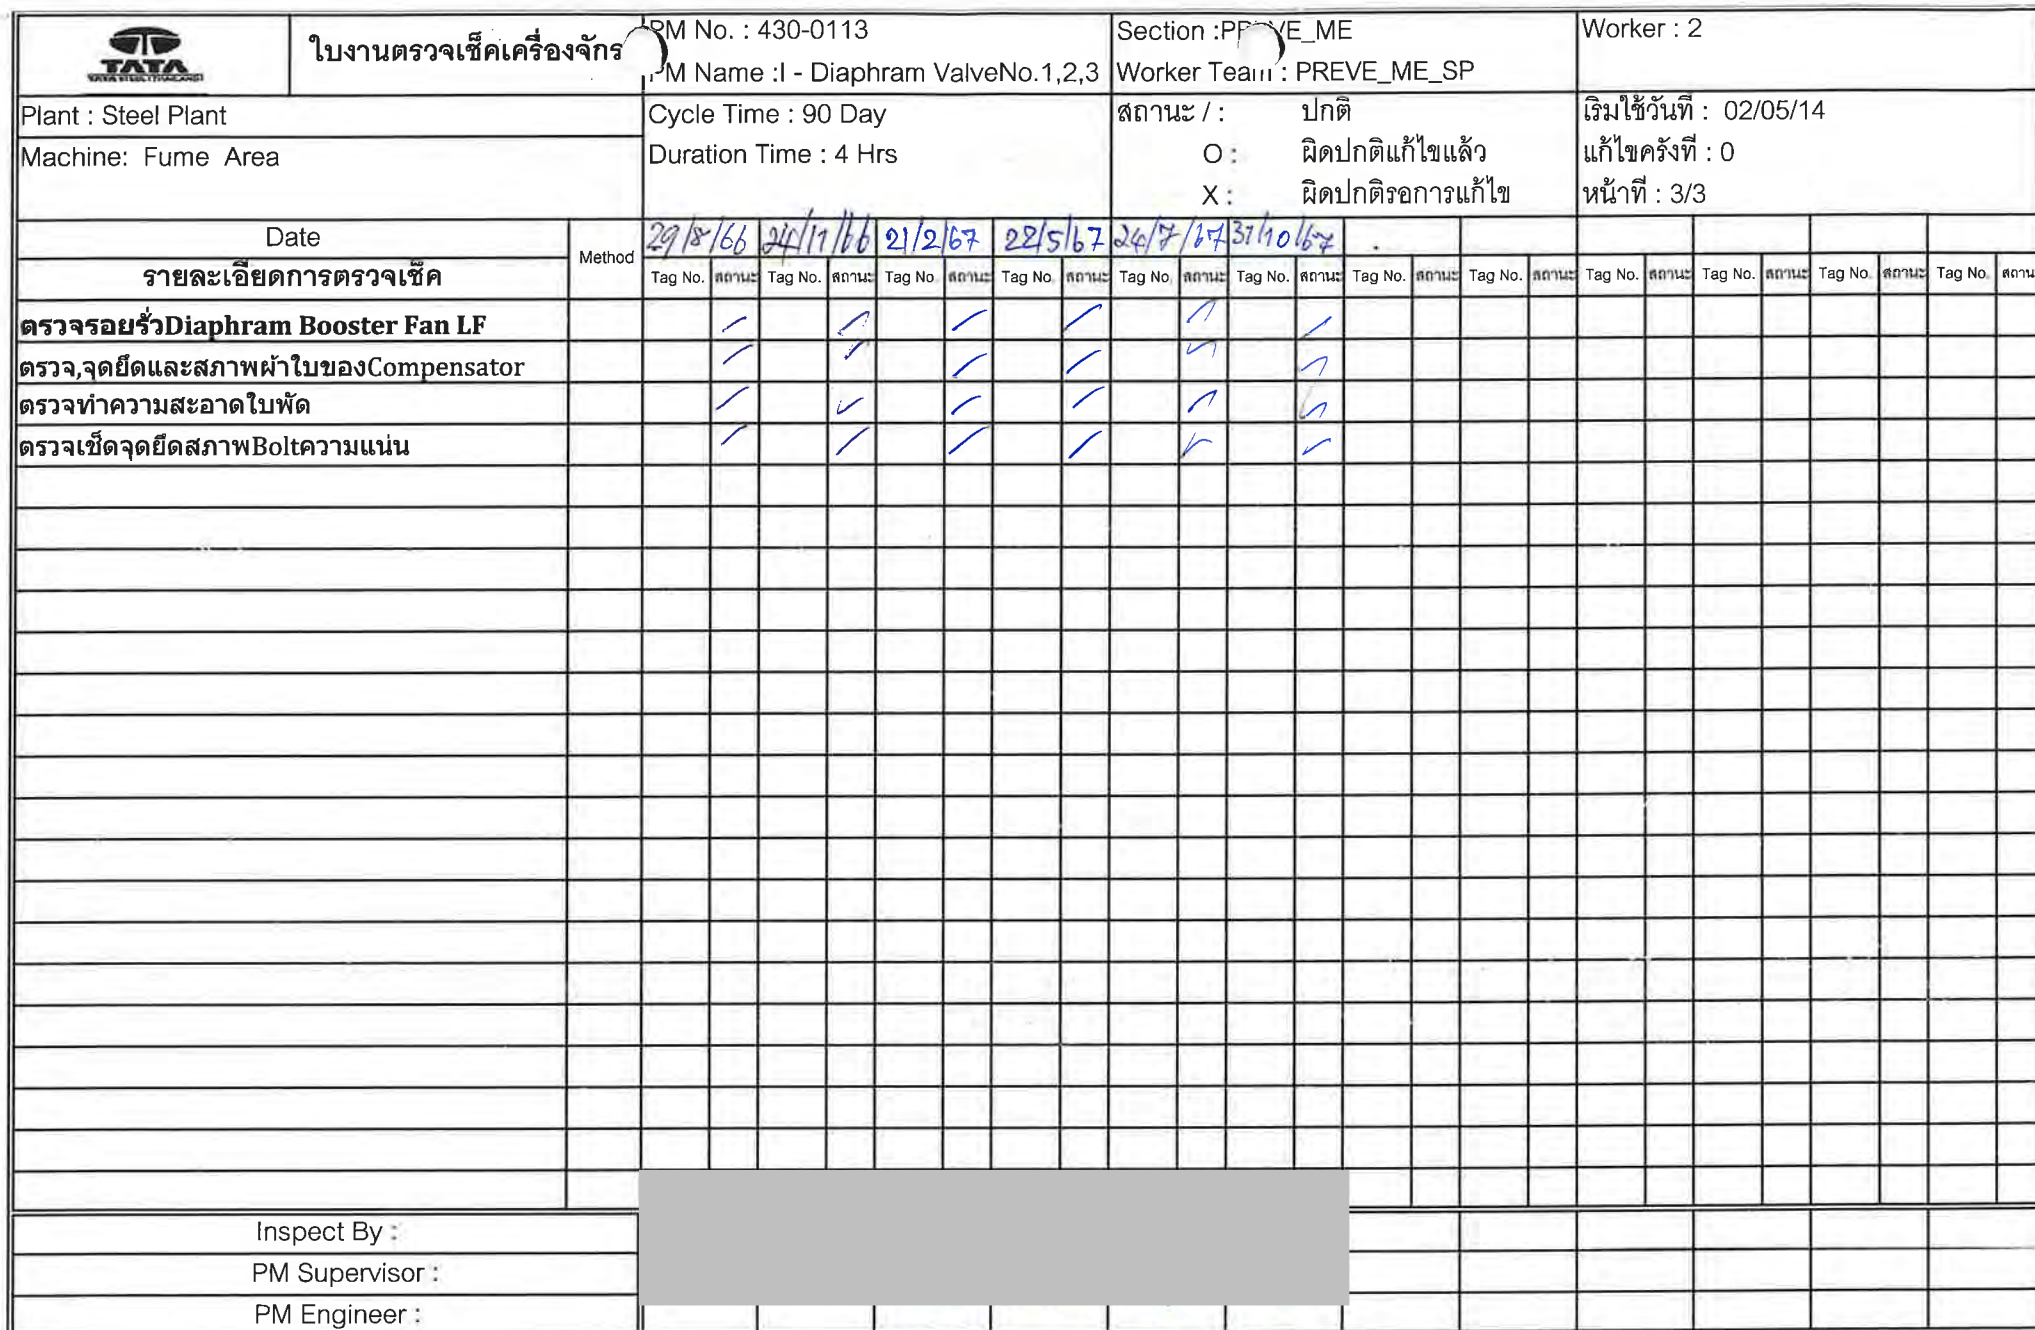 TATA
TATA STEEL (THAILAND)
ใบงานตรวจเช็คเครื่องจักร
PM No. : 430-0113
PM Name :I - Diaphram ValveNo.1,2,3
Section :PREVE_ME
Worker Team : PREVE_ME_SP
Worker : 2
Plant : Steel Plant
Machine: Fume Area
Cycle Time : 90 Day
Duration Time : 4 Hrs
สถานะ / : ปกติ
O : ผิดปกติแก้ไขแล้ว
X : ผิดปกติรอการแก้ไข
เริ่มใช้วันที่ : 02/05/14
แก้ไขครั้งที่ : 0
หน้าที่ : 3/3
Date Method 29/8/66 24/11/66 21/2/67 22/5/67 24/7/67 31/10/67
รายละเอียดการตรวจเช็ค Tag No. สถานะ Tag No. สถานะ Tag No. สถานะ Tag No. สถานะ Tag No. สถานะ Tag No. สถานะ Tag No. สถานะ Tag No. สถานะ Tag No. สถานะ Tag No. สถานะ Tag No. สถานะ Tag No. สถานะ
ตรวจรอยรั่วDiaphram Booster Fan LF / / / / / /
ตรวจ,จุดยึดและสภาพผ้าใบของCompensator / / / / / /
ตรวจทำความสะอาดใบพัด / / / / / /
ตรวจเช็ดจุดยึดสภาพBoltความแน่น / / / / / /
Inspect By :
PM Supervisor :
PM Engineer :